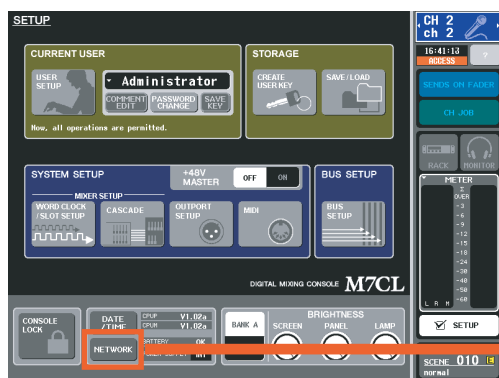 SETUP
CURRENT USER
USER SETUP
Administrator
COMMENT EDIT
PASSWORD CHANGE
SAVE KEY
Now, all operations are permitted.
STORAGE
CREATE USER KEY
SAVE/LOAD
SYSTEM SETUP
+48V MASTER
OFF
ON
MIXER SETUP
WORD CLOCK /SLOT SETUP
CASCADE
OUTPORT SETUP
MIDI
BUS SETUP
BUS SETUP
DIGITAL MIXING CONSOLE M7CL
CONSOLE LOCK
DATE /TIME
NETWORK
CPUP V1.02a
CPUM V1.02a
BATTERY OK
INT
BANK A
BRIGHTNESS
SCREEN
PANEL
LAMP
CH 2
ch 2
16:41:13
ACCESS
?
SENDS ON FADER
CH JOB
RACK
MONITOR
METER
Σ
OVER
-3
-6
-9
-12
-15
-18
-24
-30
-40
-50
-60
L R M
SETUP
SCENE 010 E
normal